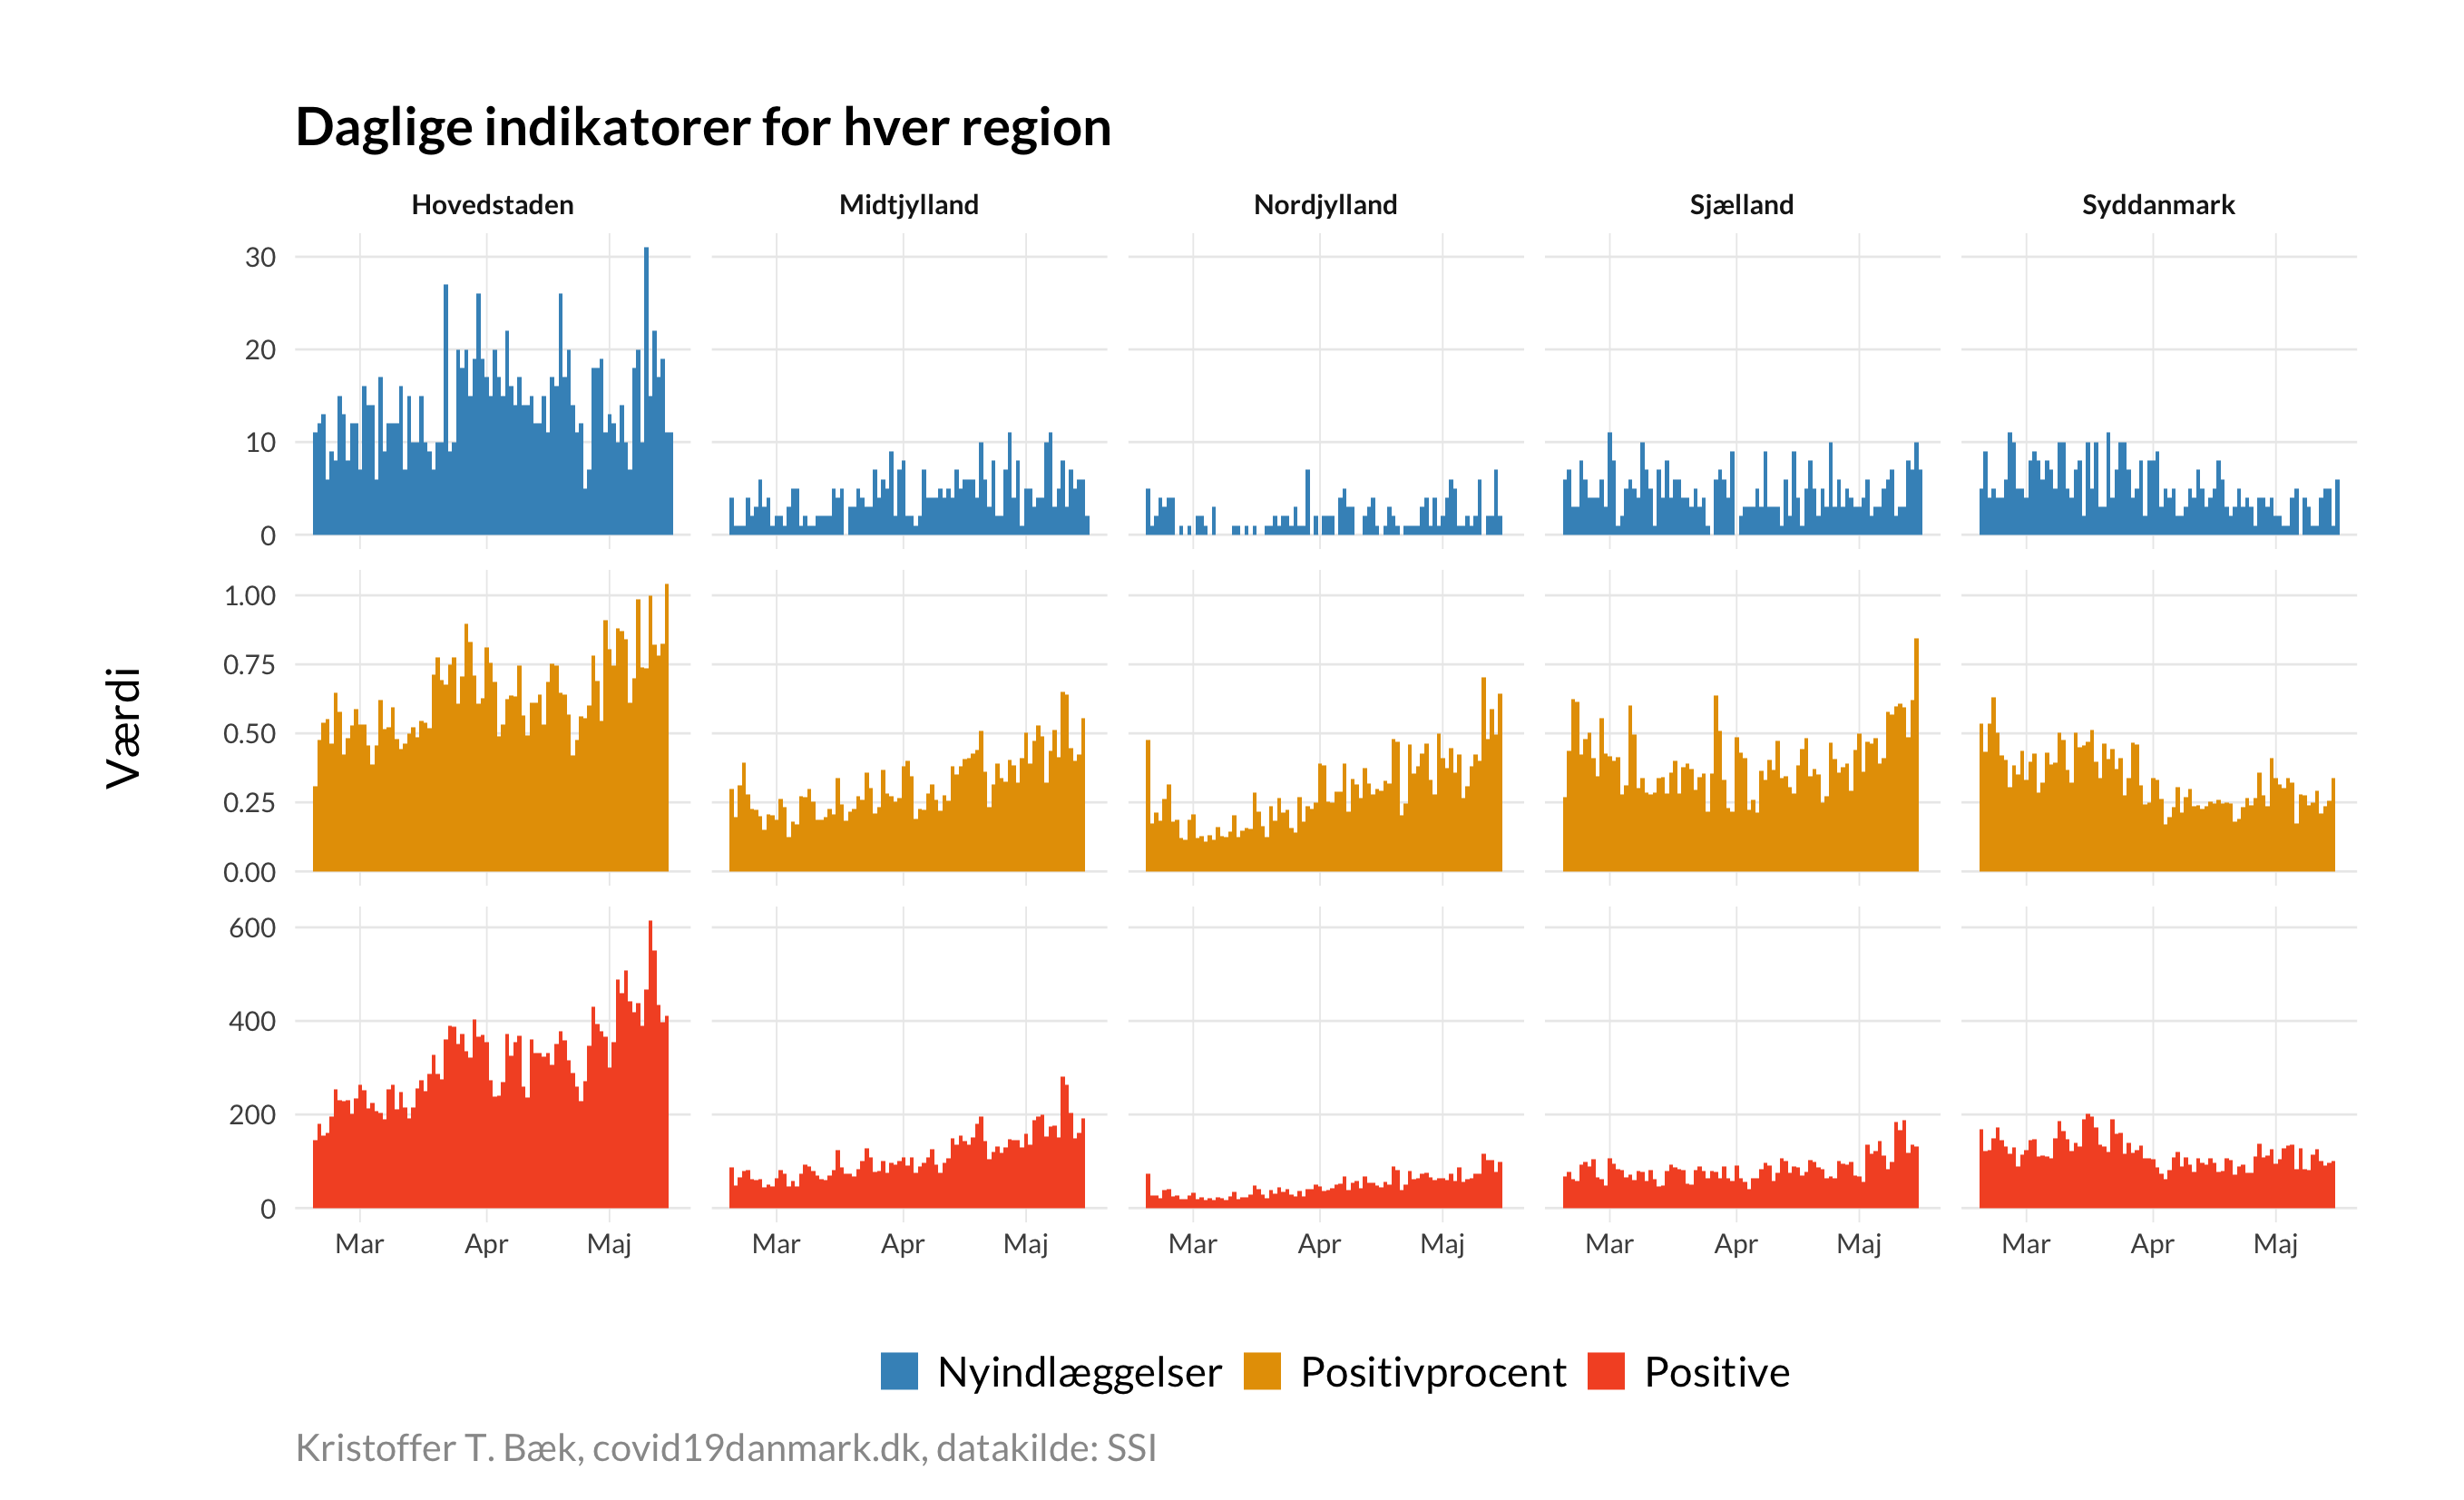 Daglige indikatorer for hver region
Hovedstaden Midtjylland Nordjylland Sjælland Syddanmark
30
20
10
0
1.00
0.75
0.50
0.25
0.00
600
400
200
0
Værdi
Mar Apr Maj Mar Apr Maj Mar Apr Maj Mar Apr Maj Mar Apr Maj
Nyindlæggelser Positivprocent Positive
Kristoffer T. Bæk, covid19danmark.dk, datakilde: SSI